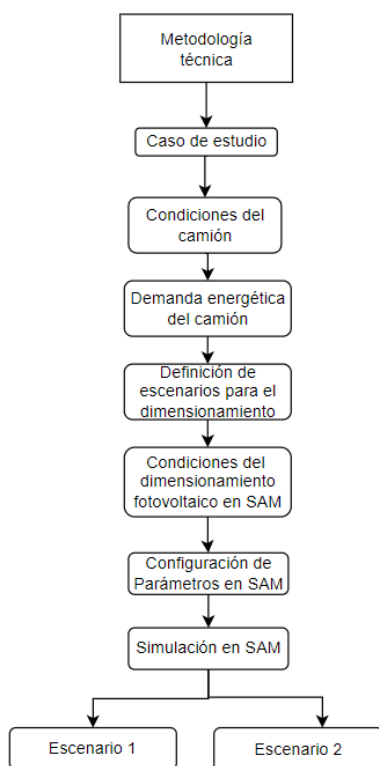 Metodología
técnica
Caso de estudio
Condiciones del
camión
Demanda energética
del camión
Definición de
escenarios para el
dimensionamiento
Condiciones del
dimensionamiento
fotovoltaico en SAM
Configuración de
Parámetros en SAM
Simulación en SAM
Escenario 1
Escenario 2